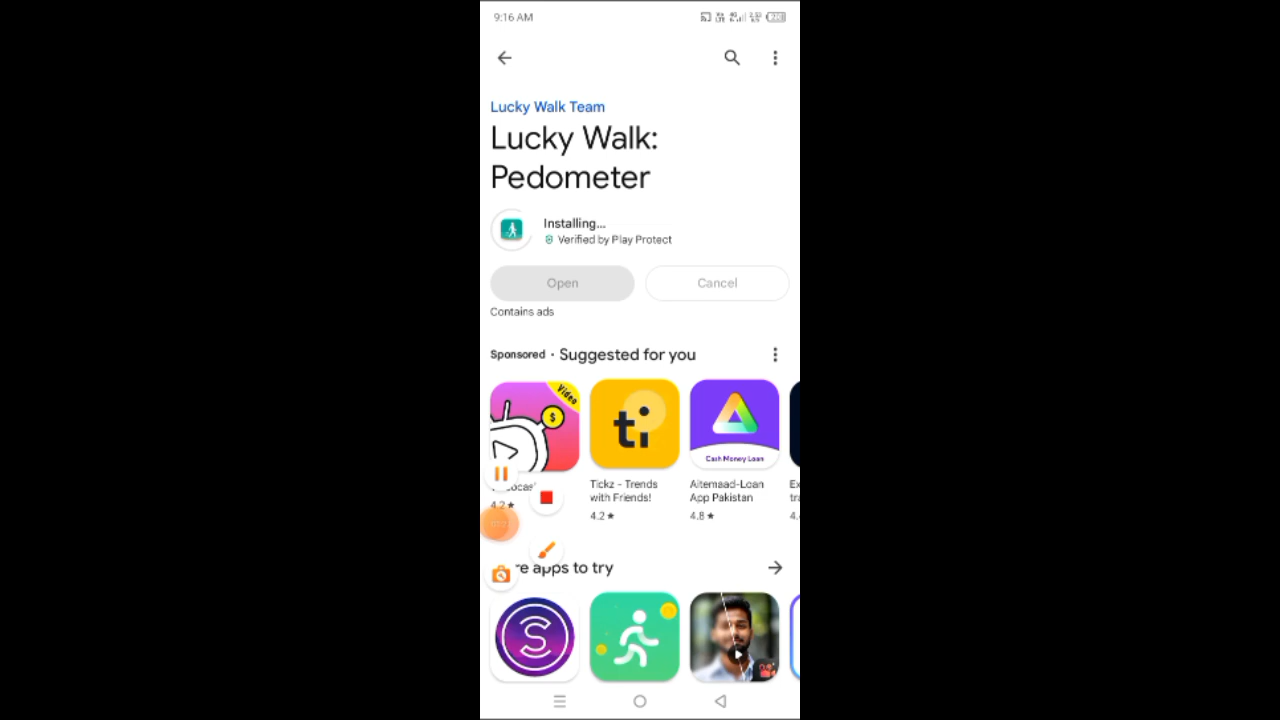 9:16 AM
Lucky Walk Team
Lucky Walk:
Pedometer
Installing...
Verified by Play Protect
Open
Cancel
Contains ads
Sponsored · Suggested for you
Video
$
ti
Cash Money Loan
Tickz - Trends
with Friends!
4.2 ★
Aitemaad-Loan
App Pakistan
4.8 ★
4.2 ★
apps to try
S